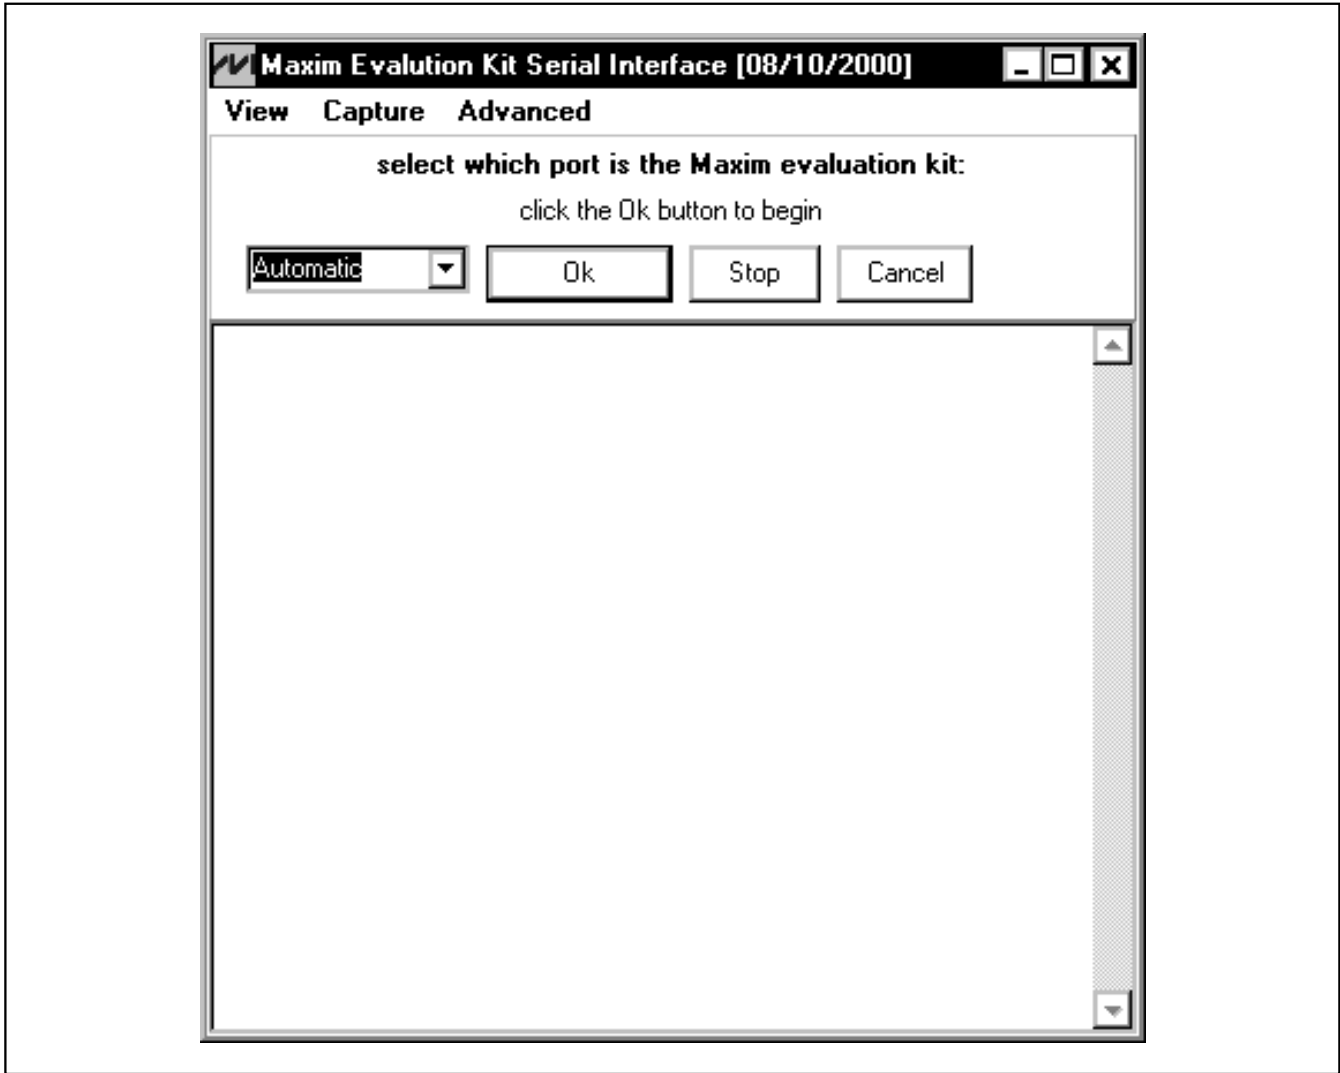 Maxim Evalution Kit Serial Interface [08/10/2000]
View Capture Advanced
select which port is the Maxim evaluation kit:
click the Ok button to begin
Automatic Ok Stop Cancel